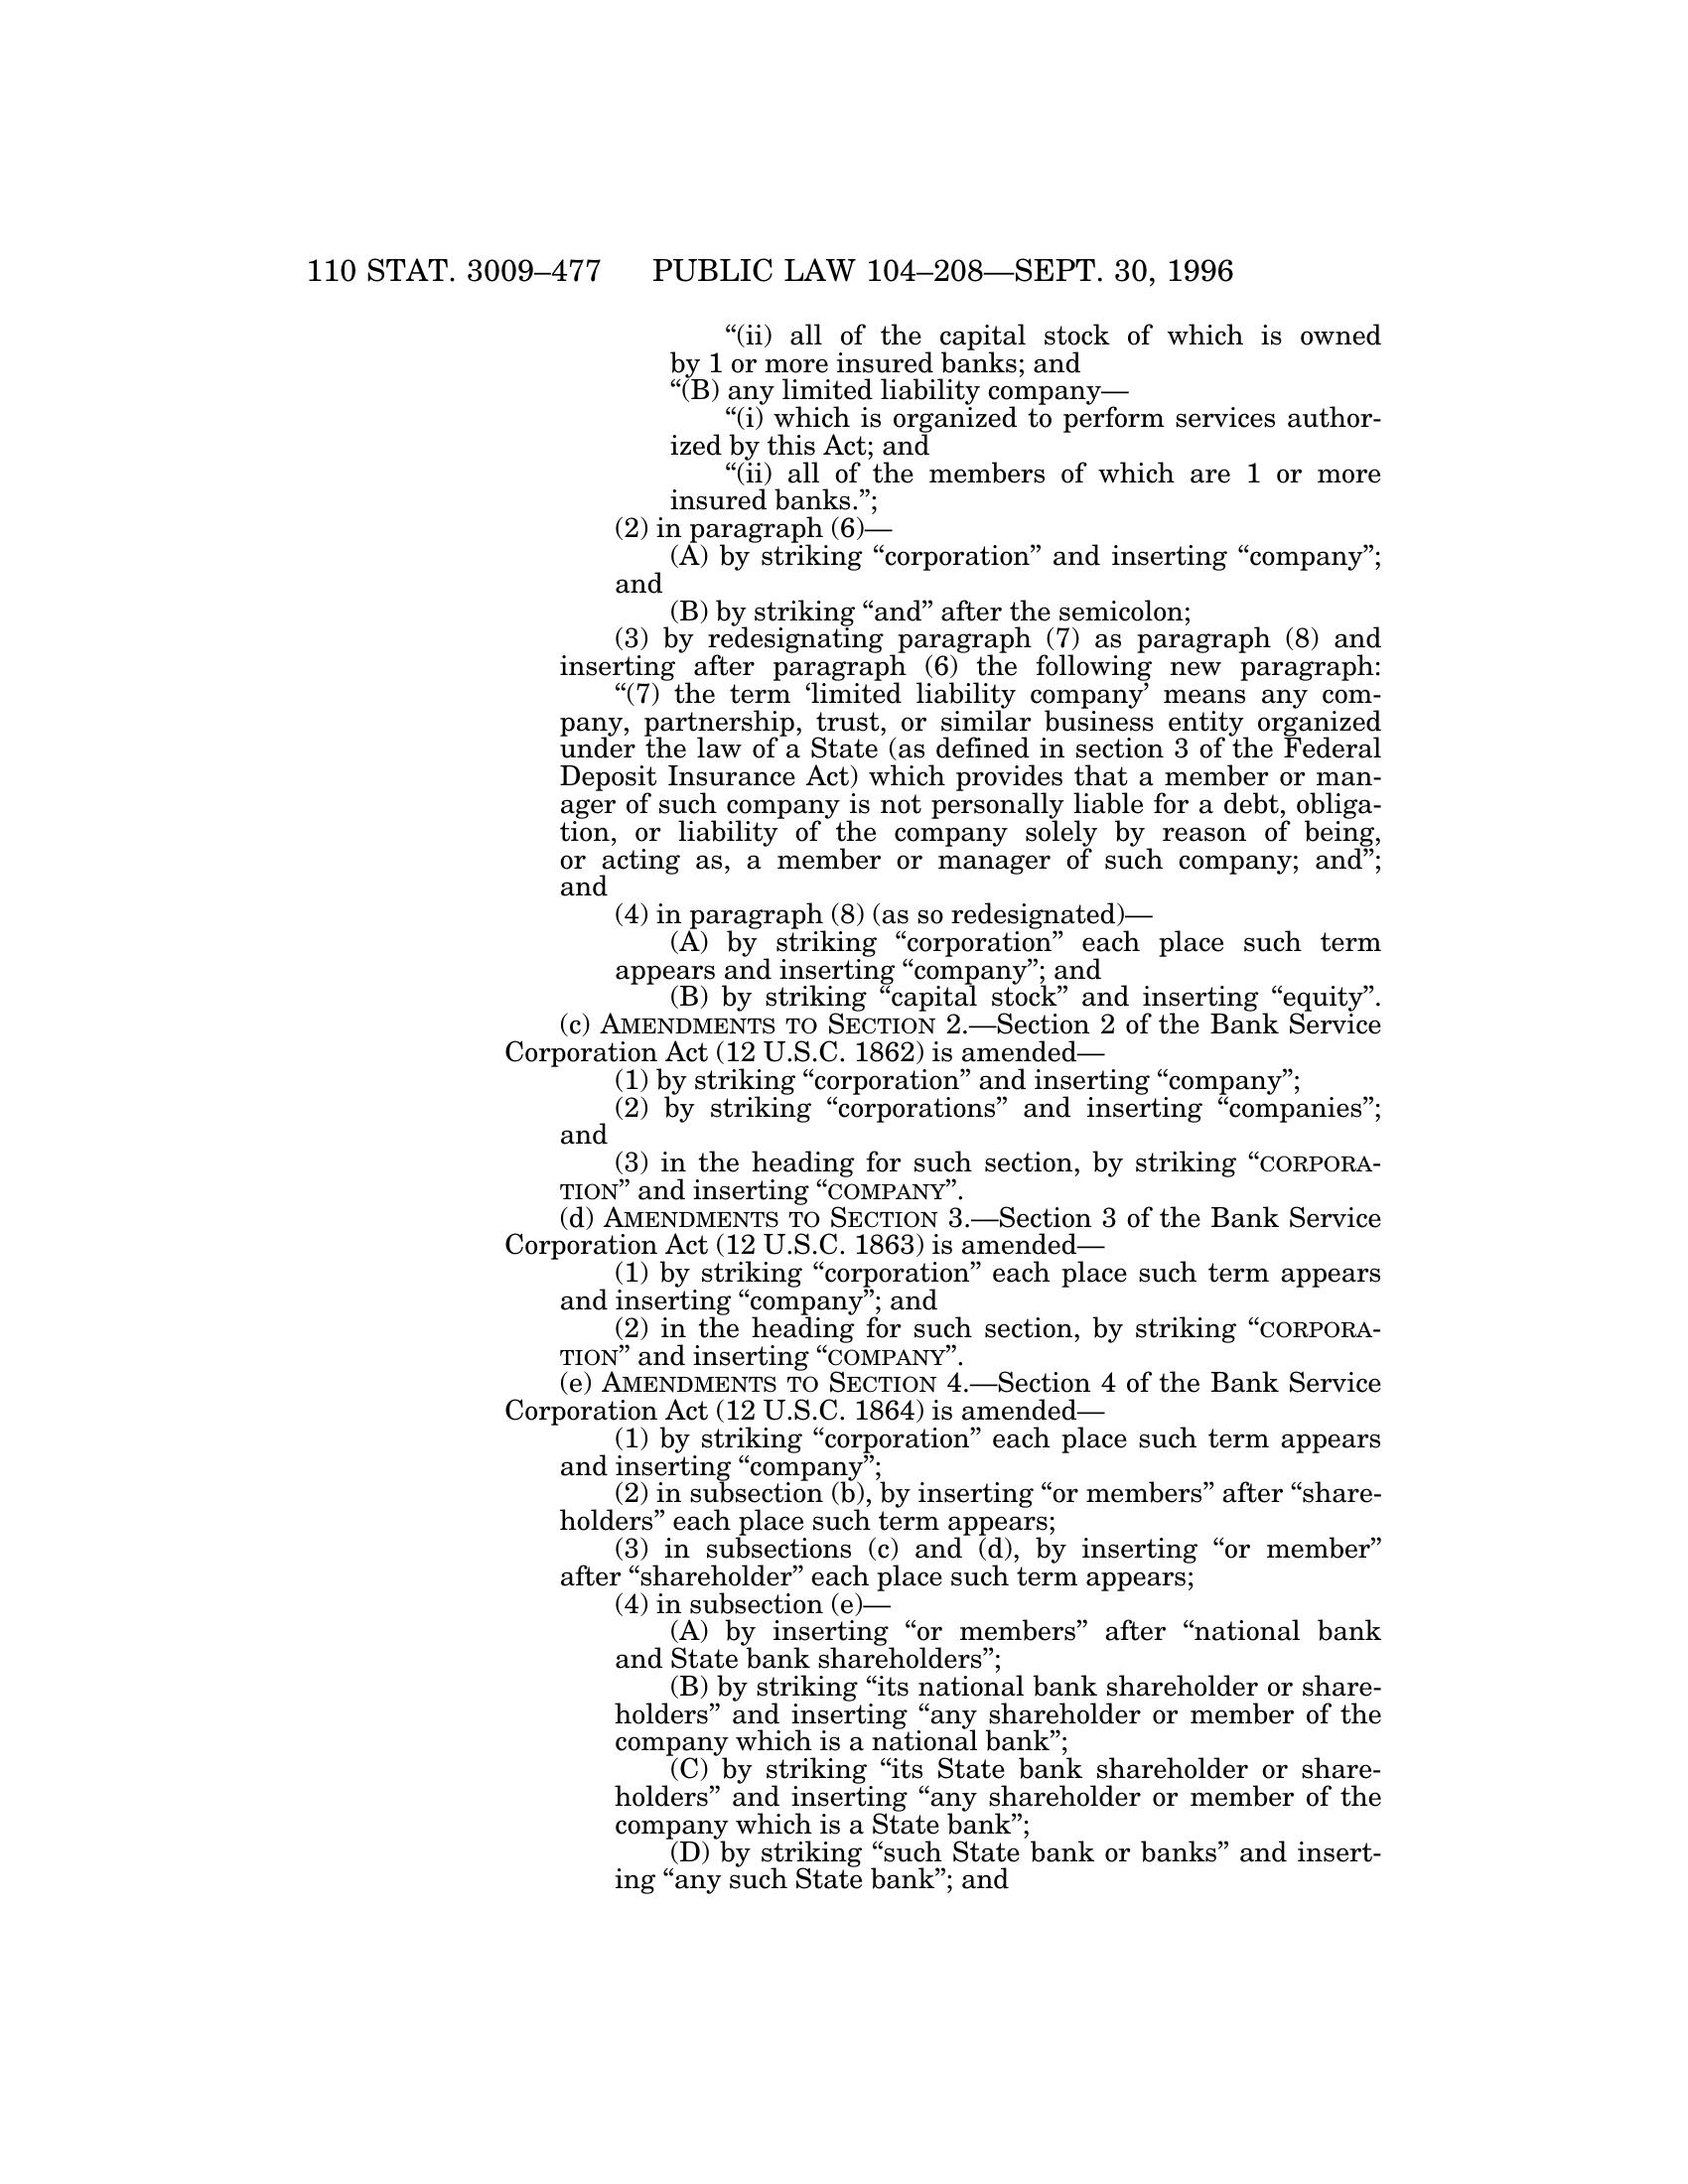 110 STAT. 3009–477 PUBLIC LAW 104–208—SEPT. 30, 1996
“(ii) all of the capital stock of which is owned
by 1 or more insured banks; and
“(B) any limited liability company—
“(i) which is organized to perform services author-
ized by this Act; and
“(ii) all of the members of which are 1 or more
insured banks.”;
(2) in paragraph (6)—
(A) by striking “corporation” and inserting “company”;
and
(B) by striking “and” after the semicolon;
(3) by redesignating paragraph (7) as paragraph (8) and
inserting after paragraph (6) the following new paragraph:
“(7) the term ‘limited liability company’ means any com-
pany, partnership, trust, or similar business entity organized
under the law of a State (as defined in section 3 of the Federal
Deposit Insurance Act) which provides that a member or man-
ager of such company is not personally liable for a debt, obliga-
tion, or liability of the company solely by reason of being,
or acting as, a member or manager of such company; and”;
and
(4) in paragraph (8) (as so redesignated)—
(A) by striking “corporation” each place such term
appears and inserting “company”; and
(B) by striking “capital stock” and inserting “equity”.
(c) AMENDMENTS TO SECTION 2.—Section 2 of the Bank Service
Corporation Act (12 U.S.C. 1862) is amended—
(1) by striking “corporation” and inserting “company”;
(2) by striking “corporations” and inserting “companies”;
and
(3) in the heading for such section, by striking “CORPORA-
TION” and inserting “COMPANY”.
(d) AMENDMENTS TO SECTION 3.—Section 3 of the Bank Service
Corporation Act (12 U.S.C. 1863) is amended—
(1) by striking “corporation” each place such term appears
and inserting “company”; and
(2) in the heading for such section, by striking “CORPORA-
TION” and inserting “COMPANY”.
(e) AMENDMENTS TO SECTION 4.—Section 4 of the Bank Service
Corporation Act (12 U.S.C. 1864) is amended—
(1) by striking “corporation” each place such term appears
and inserting “company”;
(2) in subsection (b), by inserting “or members” after “share-
holders” each place such term appears;
(3) in subsections (c) and (d), by inserting “or member”
after “shareholder” each place such term appears;
(4) in subsection (e)—
(A) by inserting “or members” after “national bank
and State bank shareholders”;
(B) by striking “its national bank shareholder or share-
holders” and inserting “any shareholder or member of the
company which is a national bank”;
(C) by striking “its State bank shareholder or share-
holders” and inserting “any shareholder or member of the
company which is a State bank”;
(D) by striking “such State bank or banks” and insert-
ing “any such State bank”; and